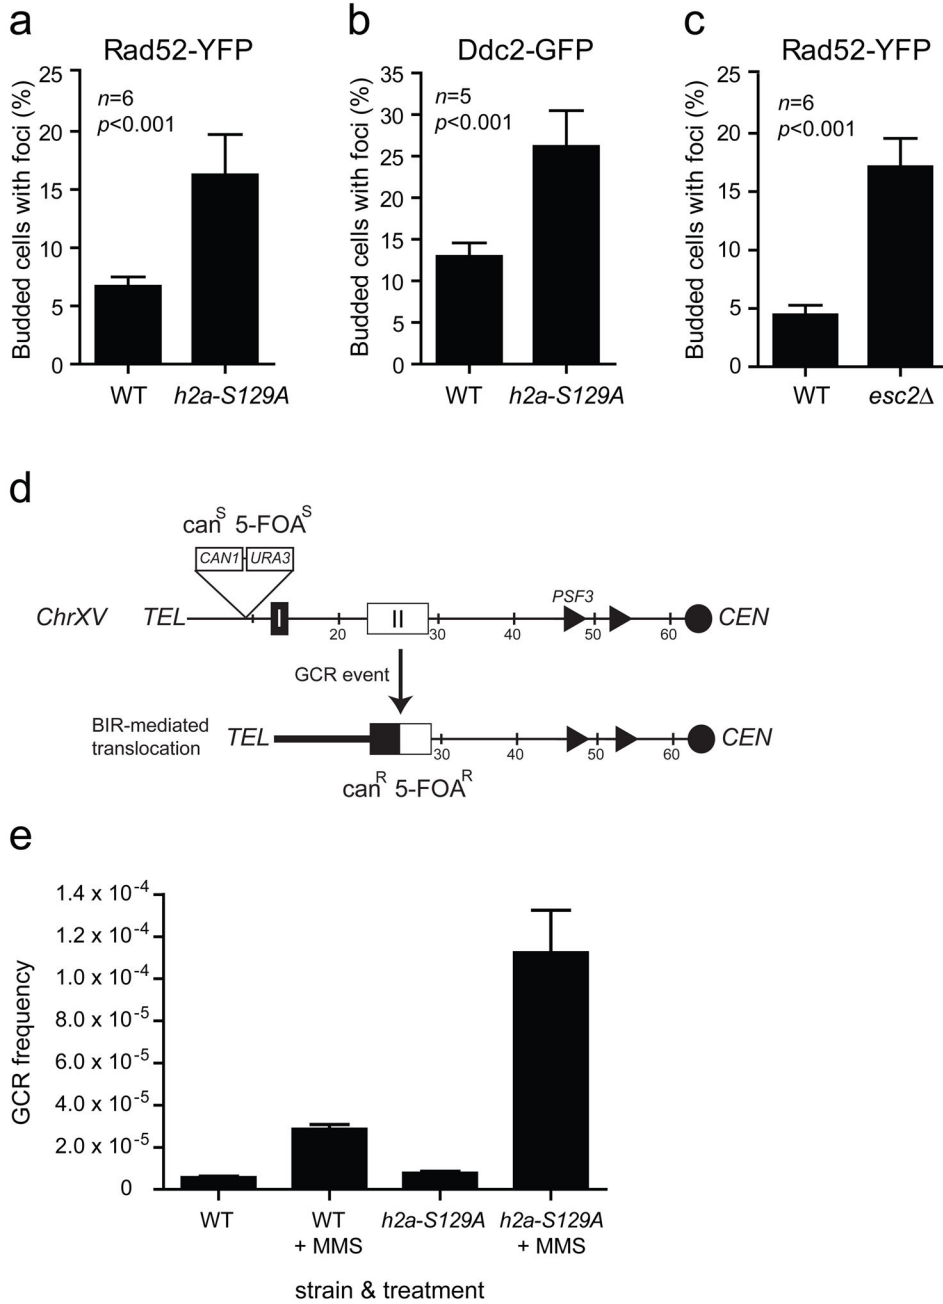 a
Rad52-YFP
Budded cells with foci (%)
25
20
15
10
5
0
n=6
p<0.001
WT
h2a-S129A
b
Ddc2-GFP
Budded cells with foci (%)
35
30
25
20
15
10
5
0
n=5
p<0.001
WT
h2a-S129A
c
Rad52-YFP
Budded cells with foci (%)
25
20
15
10
5
0
n=6
p<0.001
WT
esc2Δ
d
canS 5-FOAS
CAN1 URA3
ChrXV TEL I II PSF3 CEN
20 30 40 50 60
GCR event
BIR-mediated
translocation
TEL CEN
30 40 50 60
canR 5-FOAR
e
GCR frequency
1.4 x 10-4
1.2 x 10-4
1.0 x 10-4
8.0 x 10-5
6.0 x 10-5
4.0 x 10-5
2.0 x 10-5
0
WT
WT
+ MMS
h2a-S129A
h2a-S129A
+ MMS
strain & treatment